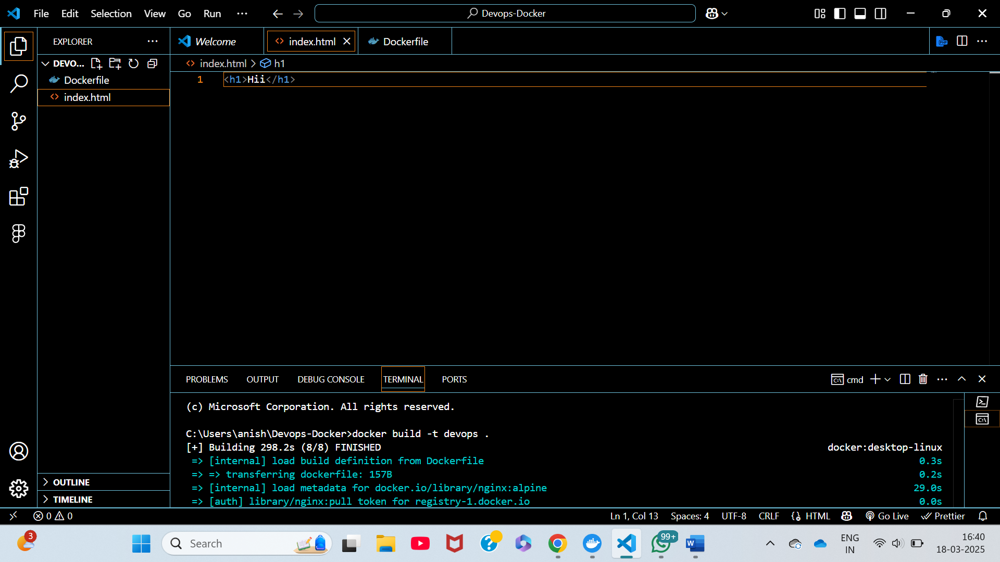 File Edit Selection View Go Run ...
Devops-Docker
EXPLORER
Welcome
index.html
Dockerfile
DEVO...
index.html > h1
Dockerfile
index.html
1 <h1>Hii</h1>
PROBLEMS OUTPUT DEBUG CONSOLE TERMINAL PORTS
cmd
(c) Microsoft Corporation. All rights reserved.
C:\Users\anish\Devops-Docker>docker build -t devops .
[+] Building 298.2s (8/8) FINISHED docker:desktop-linux
=> [internal] load build definition from Dockerfile 0.3s
=> => transferring dockerfile: 157B 0.2s
=> [internal] load metadata for docker.io/library/nginx:alpine 29.0s
=> [auth] library/nginx:pull token for registry-1.docker.io 0.0s
OUTLINE
TIMELINE
0 0
Ln 1, Col 13 Spaces: 4 UTF-8 CRLF HTML Go Live Prettier
3
Search
99+
W
ENG
IN
16:40
18-03-2025